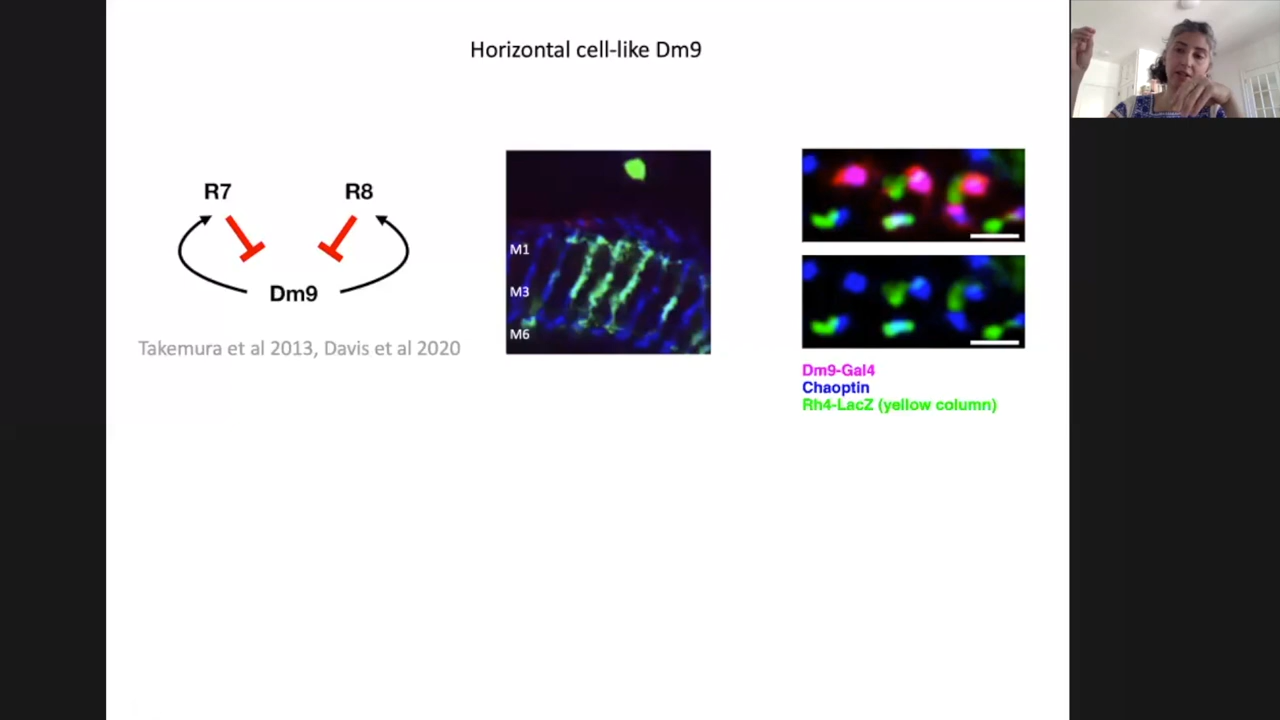 Horizontal cell-like Dm9
R7
R8
Dm9
Takemura et al 2013, Davis et al 2020
M1
M3
M6
Dm9-Gal4
Chaoptin
Rh4-LacZ (yellow column)